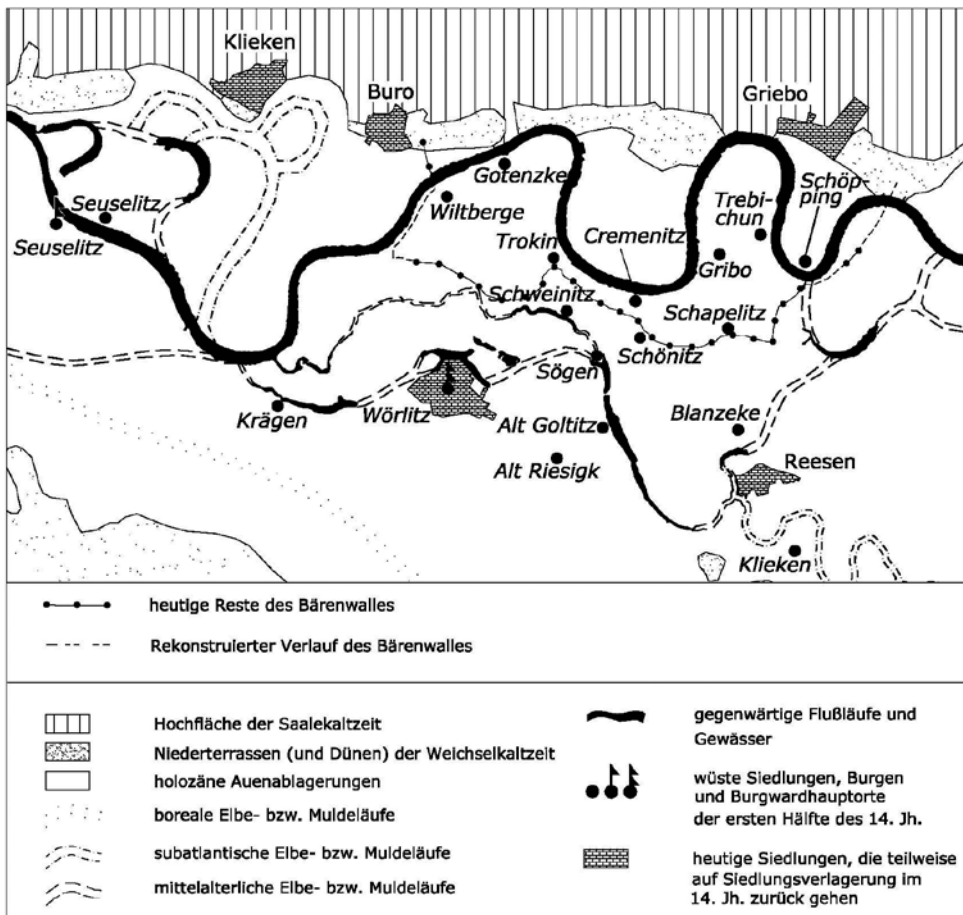 Klieken
Buro
Griebo
Gotenzke
Schöp-
ping
Seuselitz
Wiltberge
Trebi-
chun
Seuselitz
Trokin
Cremenitz
Gribo
Schweinitz
Schapelitz
Schönitz
Sögen
Krägen
Wörlitz
Blanzeke
Alt Goltitz
Alt Riesigk
Reesen
Klieken
heutige Reste des Bärenwalles
Rekonstruierter Verlauf des Bärenwalles
Hochfläche der Saalekaltzeit
Niederterrassen (und Dünen) der Weichselkaltzeit
holozäne Auenablagerungen
boreale Elbe- bzw. Muldeläufe
subatlantische Elbe- bzw. Muldeläufe
mittelalterliche Elbe- bzw. Muldeläufe
gegenwärtige Flußläufe und
Gewässer
wüste Siedlungen, Burgen
und Burgwardhauptorte
der ersten Hälfte des 14. Jh.
heutige Siedlungen, die teilweise
auf Siedlungsverlagerung im
14. Jh. zurück gehen